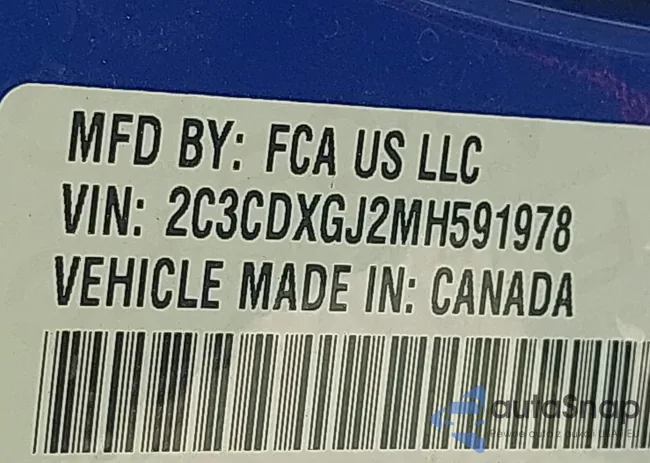 MFD BY: FCA US LLC
VIN: 2C3CDXGJ2MH591978
VEHICLE MADE IN: CANADA
autoSnap